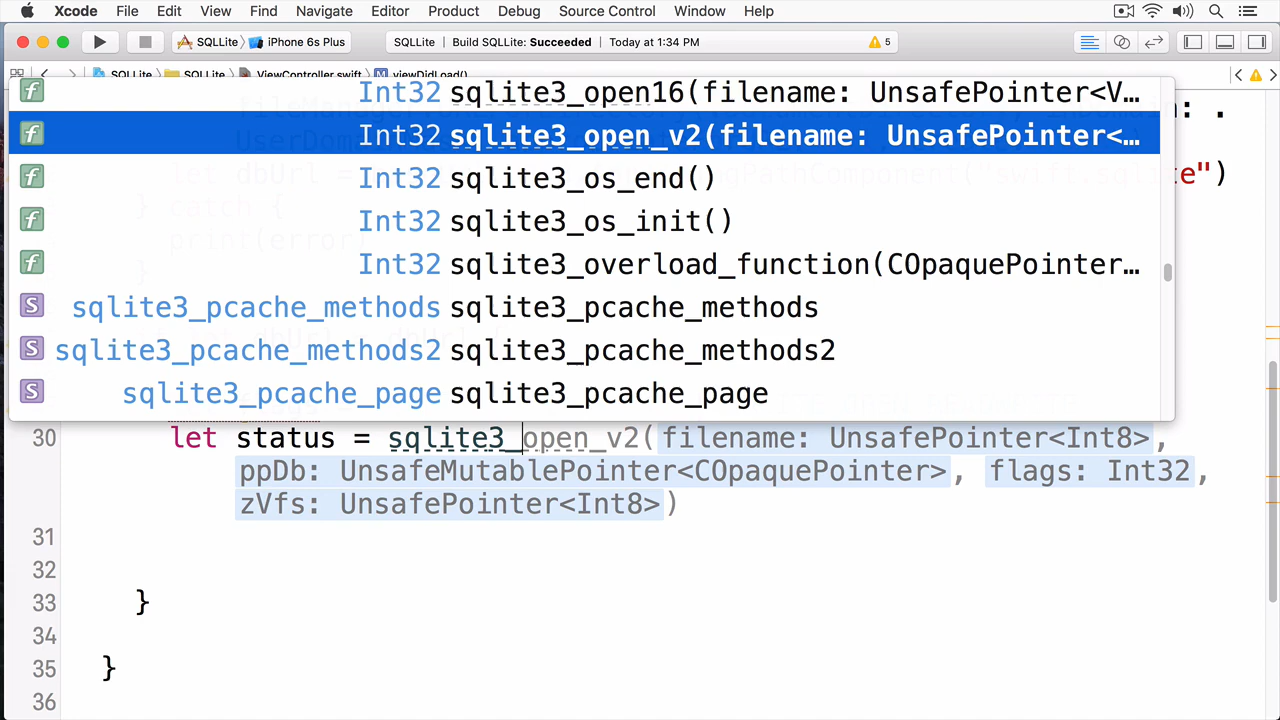 Xcode File Edit View Find Navigate Editor Product Debug Source Control Window Help
SQLLite iPhone 6s Plus SQLLite Build SQLLite: Succeeded Today at 1:34 PM 5
SQLLite SQLLite ViewController.swift viewDidLoad()
Int32 sqlite3_open16(filename: UnsafePointer<V…
Int32 sqlite3_open_v2(filename: UnsafePointer<…
Int32 sqlite3_os_end()
Int32 sqlite3_os_init()
Int32 sqlite3_overload_function(COpaquePointer…
sqlite3_pcache_methods sqlite3_pcache_methods
sqlite3_pcache_methods2 sqlite3_pcache_methods2
sqlite3_pcache_page sqlite3_pcache_page
30 let status = sqlite3_open_v2(filename: UnsafePointer<Int8>,
ppDb: UnsafeMutablePointer<COpaquePointer>, flags: Int32,
zVfs: UnsafePointer<Int8>)
31
32
33 }
34
35 }
36